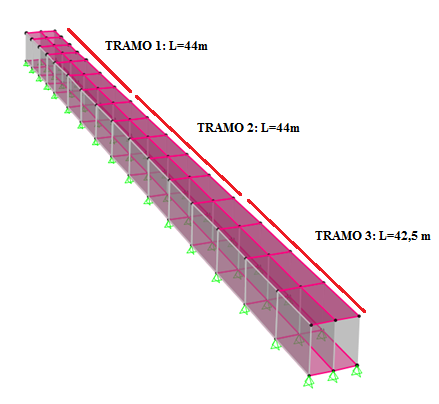 TRAMO 1: L=44m
TRAMO 2: L=44m
TRAMO 3: L=42,5 m